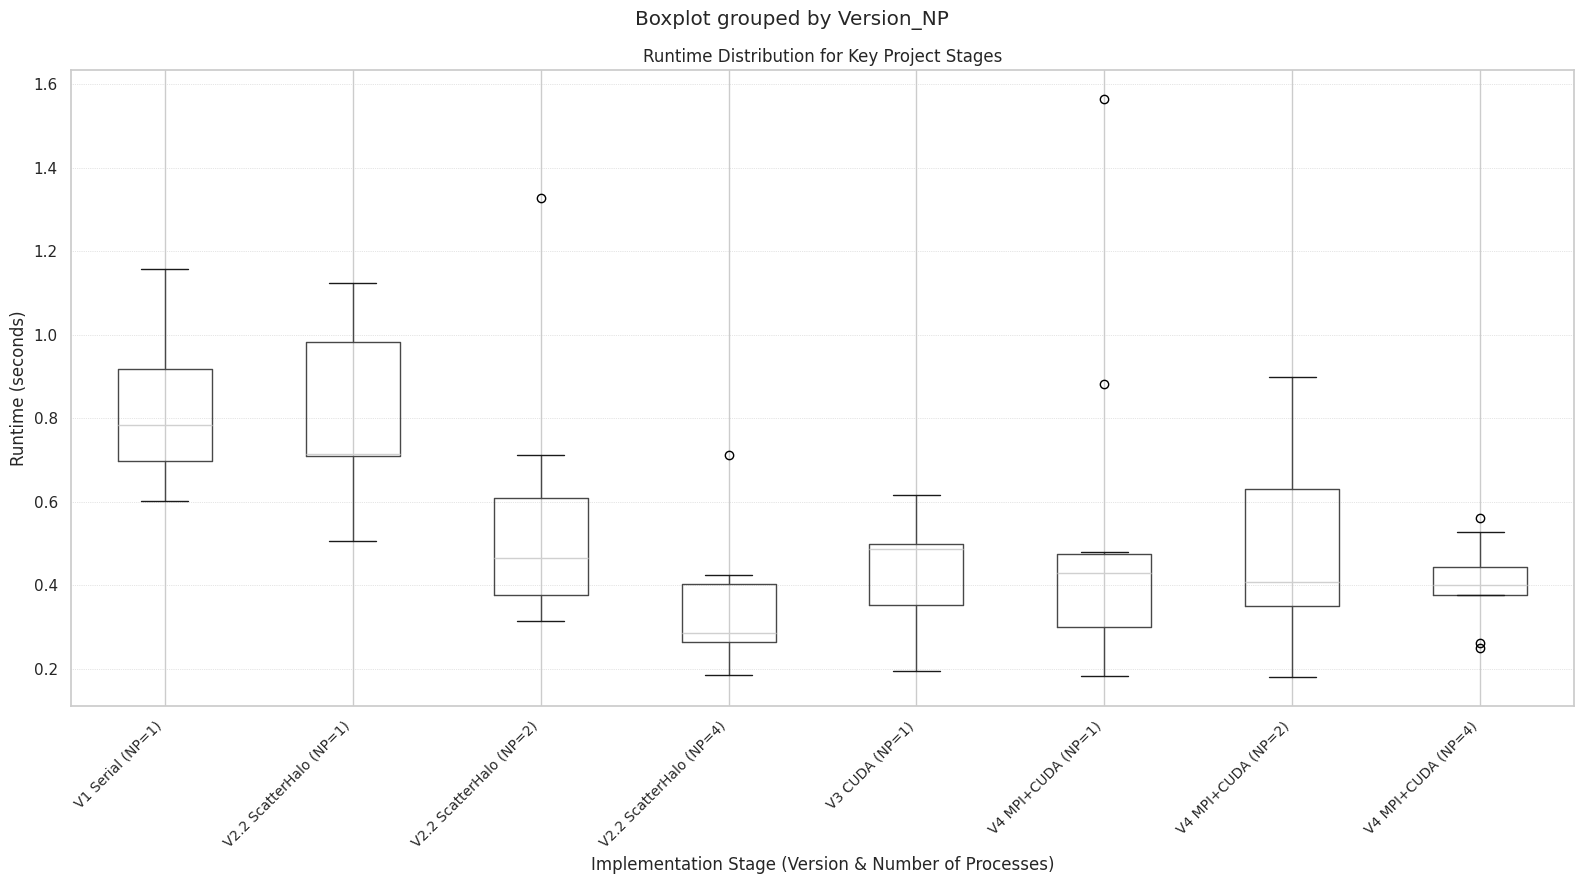 Boxplot grouped by Version_NP
Runtime Distribution for Key Project Stages
Runtime (seconds)
1.6
1.4
1.2
1.0
0.8
0.6
0.4
0.2
V1 Serial (NP=1)
V2.2 ScatterHalo (NP=1)
V2.2 ScatterHalo (NP=2)
V2.2 ScatterHalo (NP=4)
V3 CUDA (NP=1)
V4 MPI+CUDA (NP=1)
V4 MPI+CUDA (NP=2)
V4 MPI+CUDA (NP=4)
Implementation Stage (Version & Number of Processes)